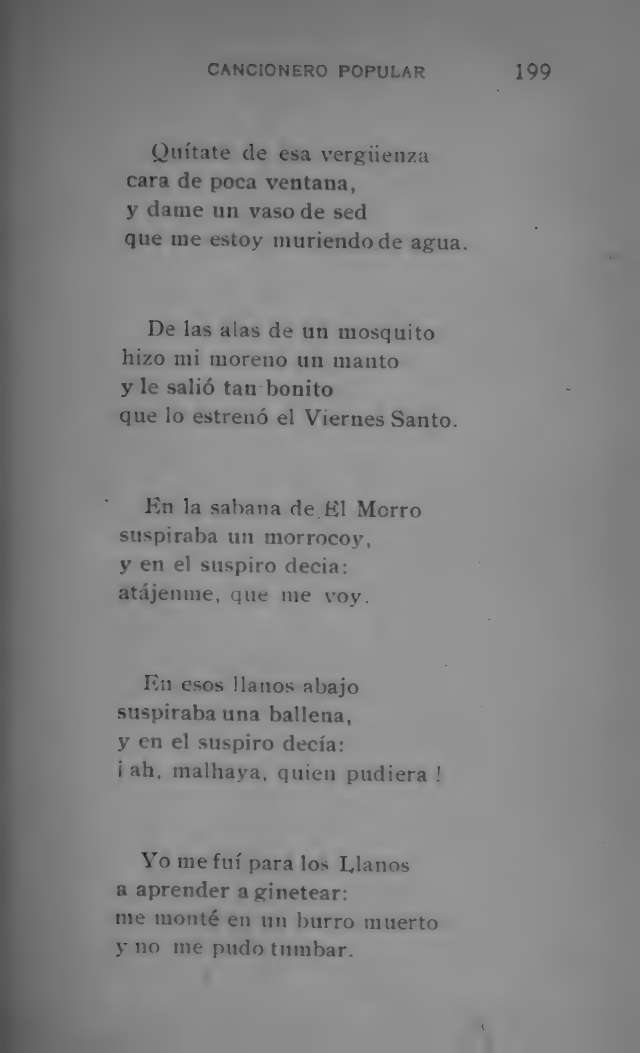 CANCIONERO POPULAR 199
Quítate de esa vergüenza
cara de poca ventana,
y dame un vaso de sed
que me estoy muriendo de agua.
De las alas de un mosquito
hizo mi moreno un manto
y le salió tan bonito
que lo estrenó el Viernes Santo.
En la sabana de El Morro
suspiraba un morrocoy,
y en el suspiro decia:
atájenme, que me voy.
En esos llanos abajo
suspiraba una ballena,
y en el suspiro decía:
¡ ah, malhaya, quien pudiera !
Yo me fuí para los Llanos
a aprender a ginetear:
me monté en un burro muerto
y no me pudo tumbar.